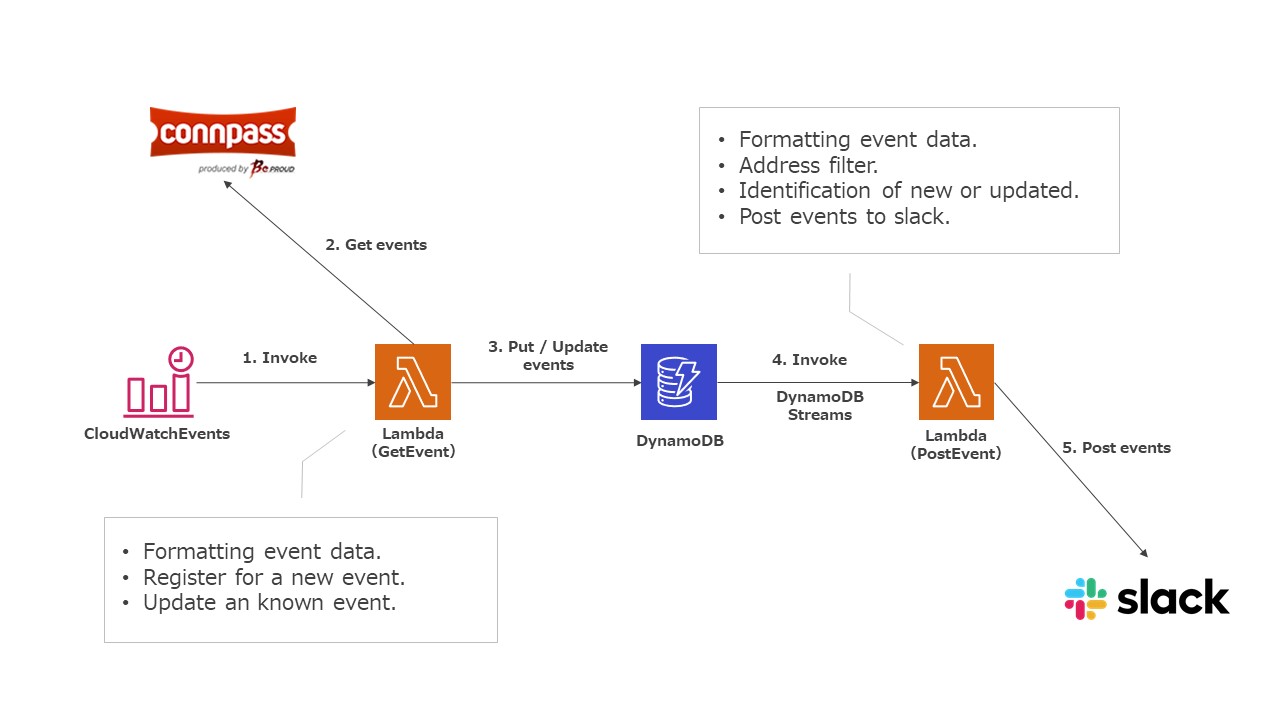 connpass
produced by Be PROUD
• Formatting event data.
• Address filter.
• Identification of new or updated.
• Post events to slack.
2. Get events
1. Invoke
3. Put / Update
events
4. Invoke
DynamoDB
Streams
CloudWatchEvents
Lambda
（GetEvent）
DynamoDB
Lambda
（PostEvent）
5. Post events
• Formatting event data.
• Register for a new event.
• Update an known event.
slack